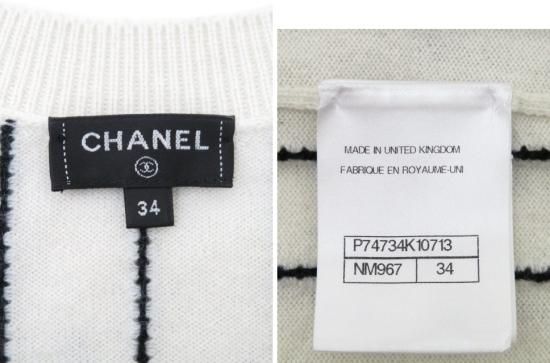 CHANEL
34
MADE IN UNITED KINGDOM
FABRIQUE EN ROYAUME-UNI
P74734K10713
NM967 34